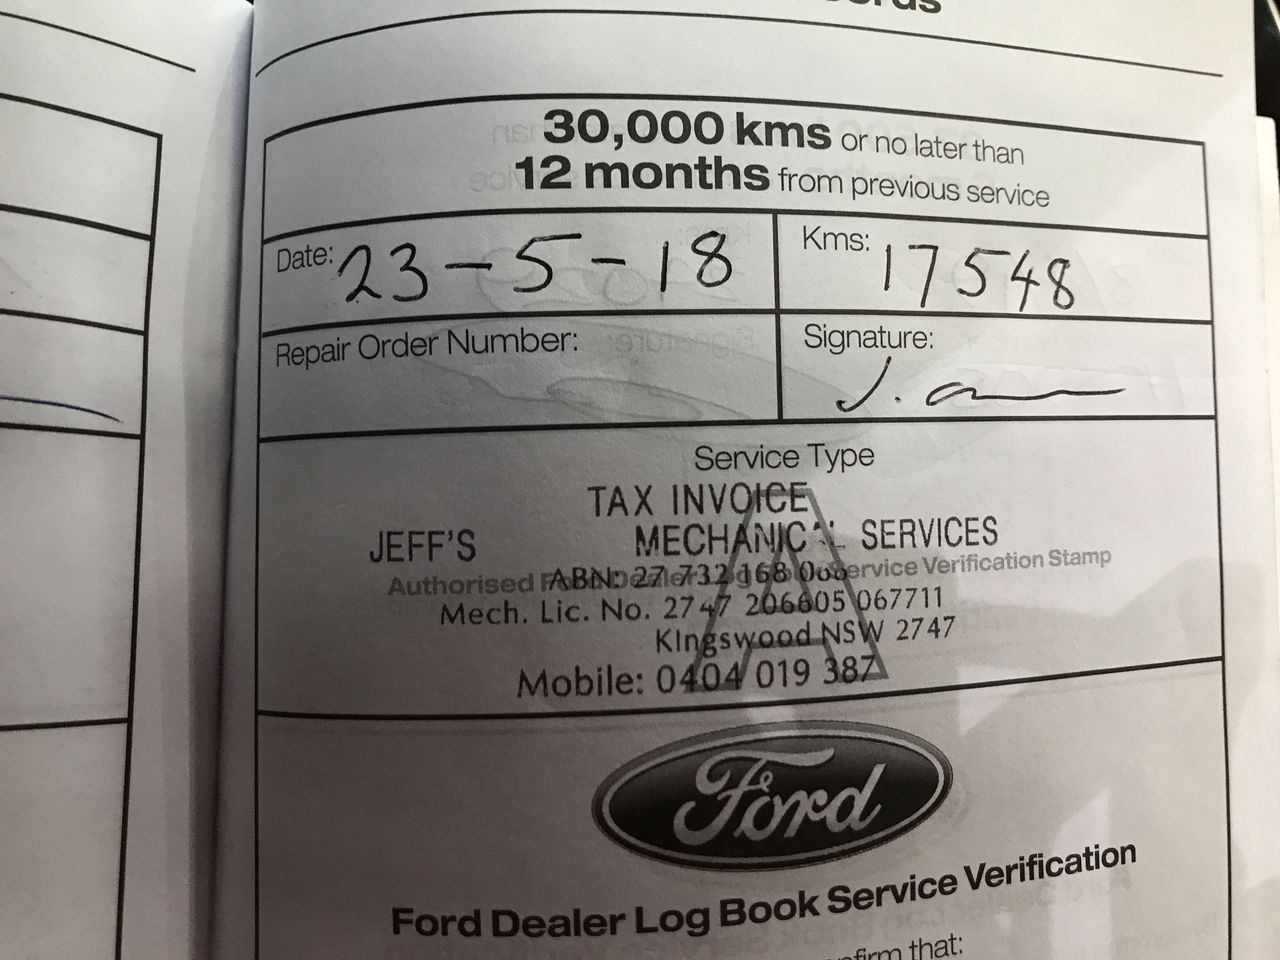 30,000 kms or no later than
12 months from previous service
Date: 23-5-18
Kms: 17548
Repair Order Number:
Signature:
Service Type
A
TAX INVOICE
JEFF'S MECHANICAL SERVICES
Authorised Service Verification Stamp
ABN: 27 732 168
Mech. Lic. No. 2747 206605 067711
KIngswood NSW 2747
Mobile: 0404 019 387
Ford
Ford Dealer Log Book Service Verification
that: